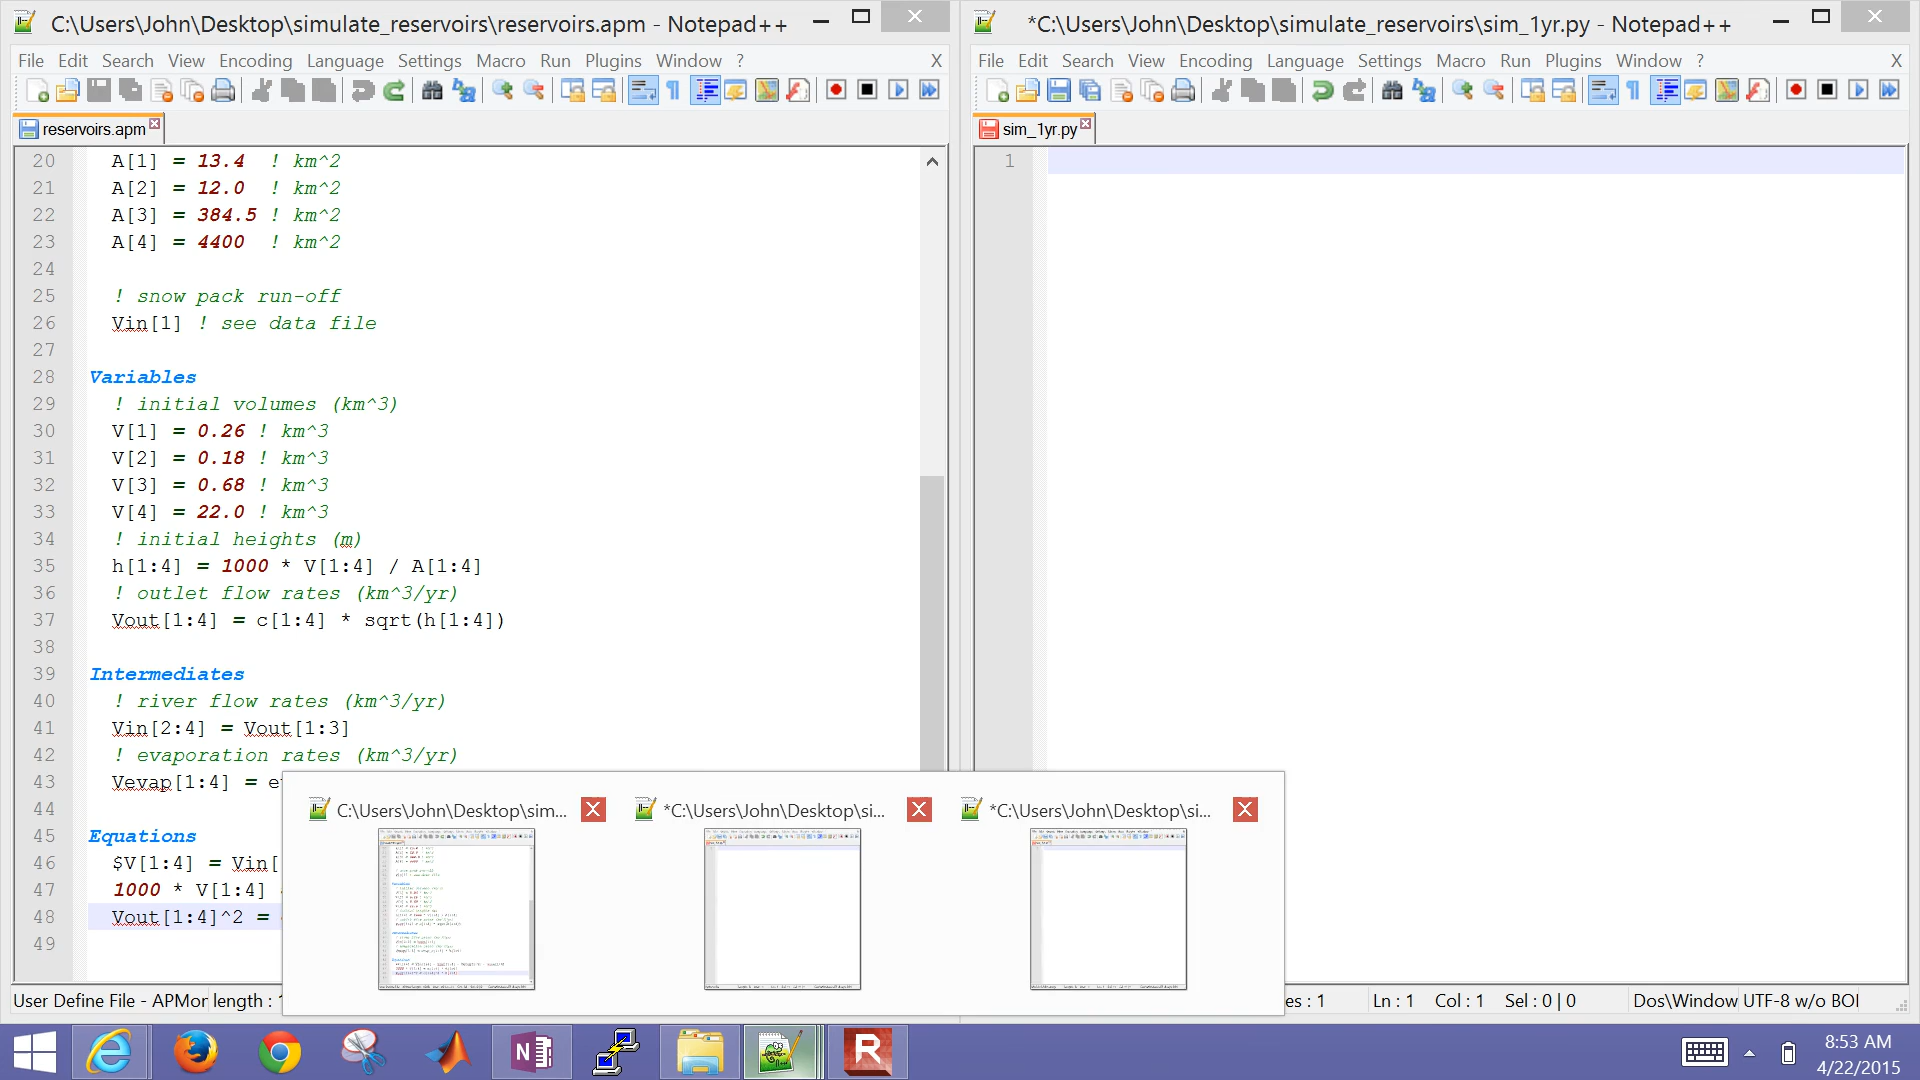 C:\Users\John\Desktop\simulate_reservoirs\reservoirs.apm - Notepad++
File Edit Search View Encoding Language Settings Macro Run Plugins Window ? X
reservoirs.apm
20 A[1] = 13.4 ! km^2
21 A[2] = 12.0 ! km^2
22 A[3] = 384.5 ! km^2
23 A[4] = 4400 ! km^2
24
25 ! snow pack run-off
26 Vin[1] ! see data file
27
28 Variables
29 ! initial volumes (km^3)
30 V[1] = 0.26 ! km^3
31 V[2] = 0.18 ! km^3
32 V[3] = 0.68 ! km^3
33 V[4] = 22.0 ! km^3
34 ! initial heights (m)
35 h[1:4] = 1000 * V[1:4] / A[1:4]
36 ! outlet flow rates (km^3/yr)
37 Vout[1:4] = c[1:4] * sqrt(h[1:4])
38
39 Intermediates
40 ! river flow rates (km^3/yr)
41 Vin[2:4] = Vout[1:3]
42 ! evaporation rates (km^3/yr)
43 Vevap[1:4] = e
44
45 Equations
46 $V[1:4] = Vin[
47 1000 * V[1:4]
48 Vout[1:4]^2 =
49
User Define File - APMor length :
*C:\Users\John\Desktop\simulate_reservoirs\sim_1yr.py - Notepad++
File Edit Search View Encoding Language Settings Macro Run Plugins Window ? X
sim_1yr.py
1
C:\Users\John\Desktop\sim...
*C:\Users\John\Desktop\si...
*C:\Users\John\Desktop\si...
es : 1 Ln : 1 Col : 1 Sel : 0 | 0 Dos\Window UTF-8 w/o BOI
8:53 AM
4/22/2015